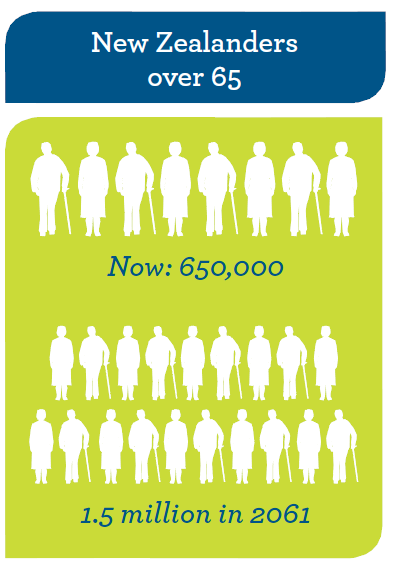 New Zealanders
over 65
Now: 650,000
1.5 million in 2061